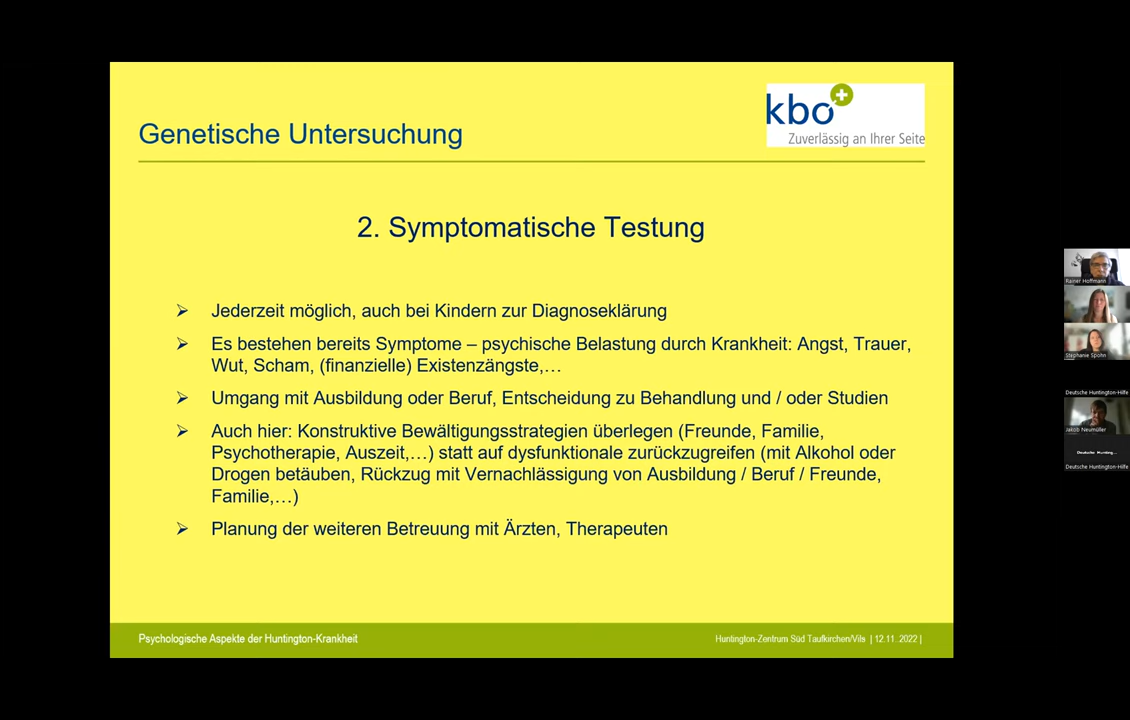 kbo
Zuverlässig an Ihrer Seite
Genetische Untersuchung
2. Symptomatische Testung
Jederzeit möglich, auch bei Kindern zur Diagnoseklärung
Es bestehen bereits Symptome – psychische Belastung durch Krankheit: Angst, Trauer,
Wut, Scham, (finanzielle) Existenzängste,…
Umgang mit Ausbildung oder Beruf, Entscheidung zu Behandlung und / oder Studien
Auch hier: Konstruktive Bewältigungsstrategien überlegen (Freunde, Familie,
Psychotherapie, Auszeit,…) statt auf dysfunktionale zurückzugreifen (mit Alkohol oder
Drogen betäuben, Rückzug mit Vernachlässigung von Ausbildung / Beruf / Freunde,
Familie,…)
Planung der weiteren Betreuung mit Ärzten, Therapeuten
Psychologische Aspekte der Huntington-Krankheit
Huntington-Zentrum Süd Taufkirchen/Vils | 12.11.2022 |
Rainer Hoffmann
Stephanie Spohn
Deutsche Huntington-Hilfe
Jakob Neumüller
Deutsche Hunting...
Deutsche Huntington-Hilfe